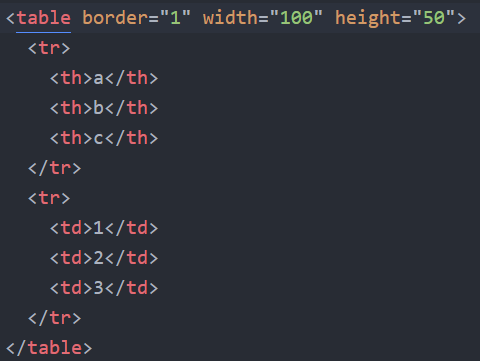 <table border="1" width="100" height="50">
  <tr>
    <th>a</th>
    <th>b</th>
    <th>c</th>
  </tr>
  <tr>
    <td>1</td>
    <td>2</td>
    <td>3</td>
  </tr>
</table>